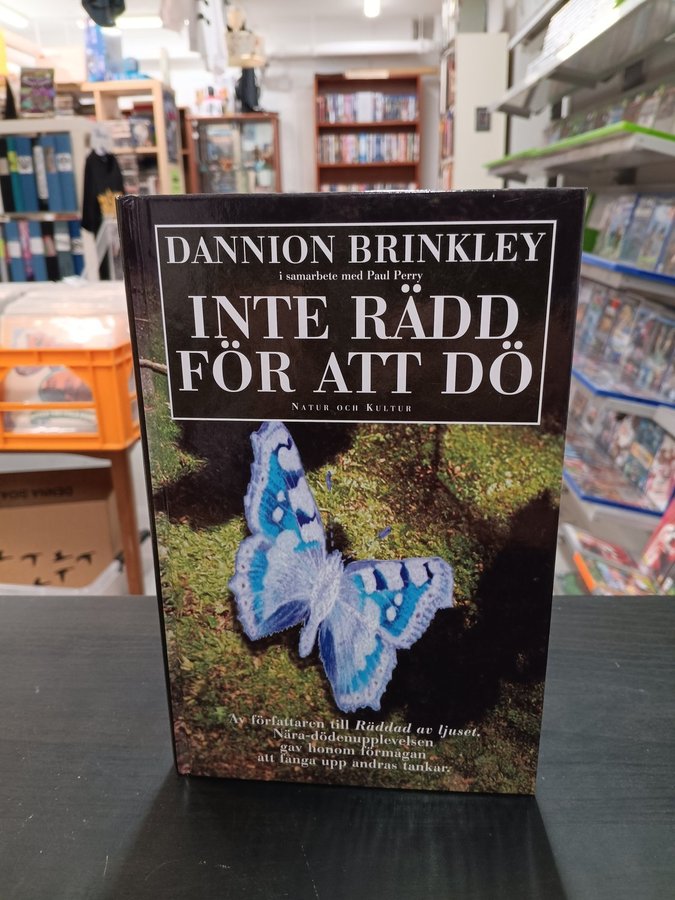 DANNION BRINKLEY
i samarbete med Paul Perry
INTE RÄDD
FÖR ATT DÖ
NATUR OCH KULTUR
Av författaren till Räddad av ljuset.
Nära-dödenupplevelsen
gav honom förmågan
att fånga upp andras tankar.